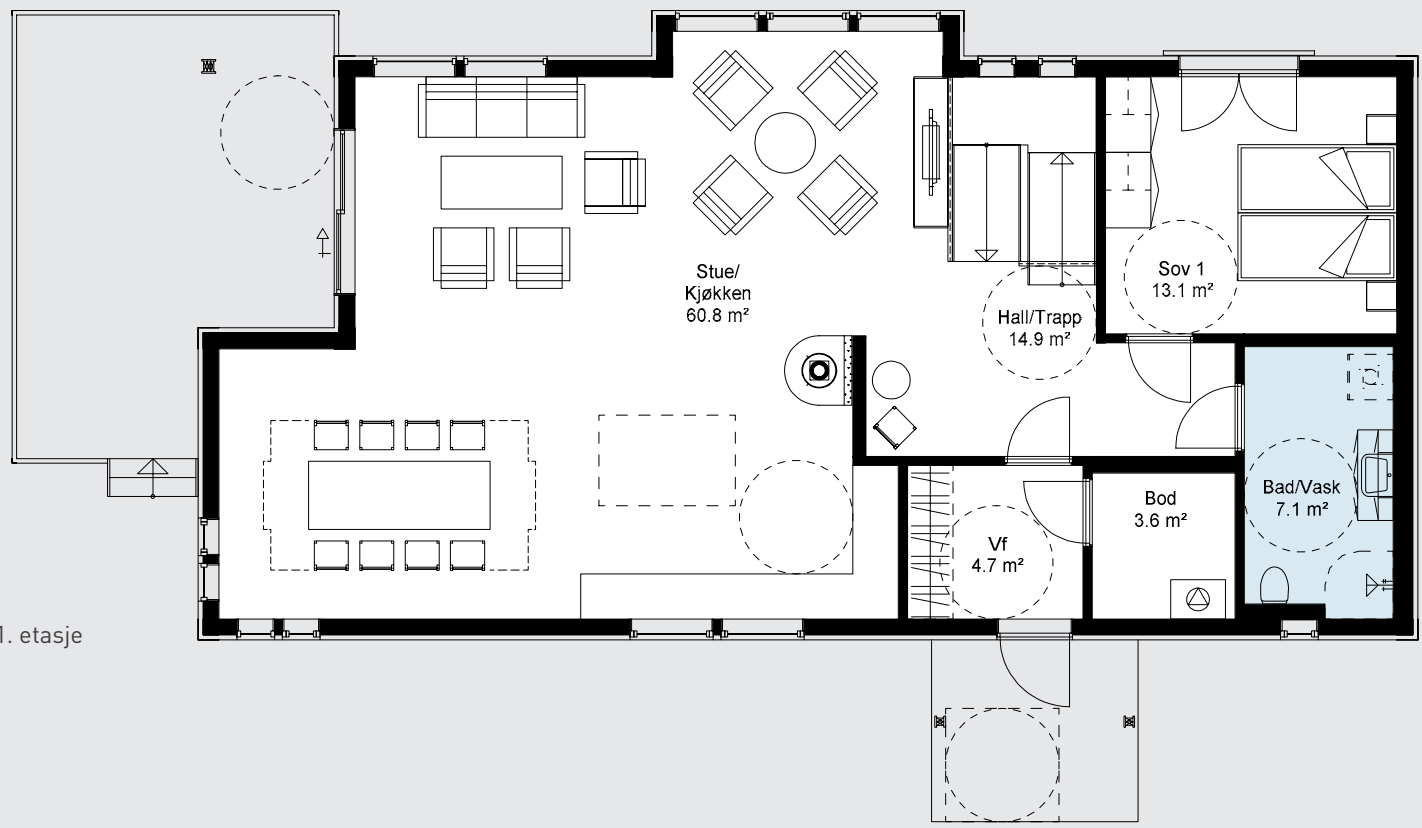 Stue/
Kjøkken
60.8 m²
Hall/Trapp
14.9 m²
Sov 1
13.1 m²
Bad/Vask
7.1 m²
Bod
3.6 m²
Vf
4.7 m²
1. etasje